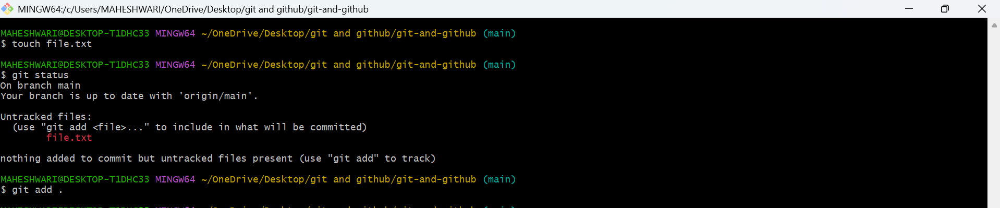 MINGW64:/c/Users/MAHESHWARI/OneDrive/Desktop/git and github/git-and-github
MAHESHWARI@DESKTOP-T1DHC33 MINGW64 ~/OneDrive/Desktop/git and github/git-and-github (main)
$ touch file.txt
MAHESHWARI@DESKTOP-T1DHC33 MINGW64 ~/OneDrive/Desktop/git and github/git-and-github (main)
$ git status
On branch main
Your branch is up to date with 'origin/main'.
Untracked files:
  (use "git add <file>..." to include in what will be committed)
        file.txt
nothing added to commit but untracked files present (use "git add" to track)
MAHESHWARI@DESKTOP-T1DHC33 MINGW64 ~/OneDrive/Desktop/git and github/git-and-github (main)
$ git add .